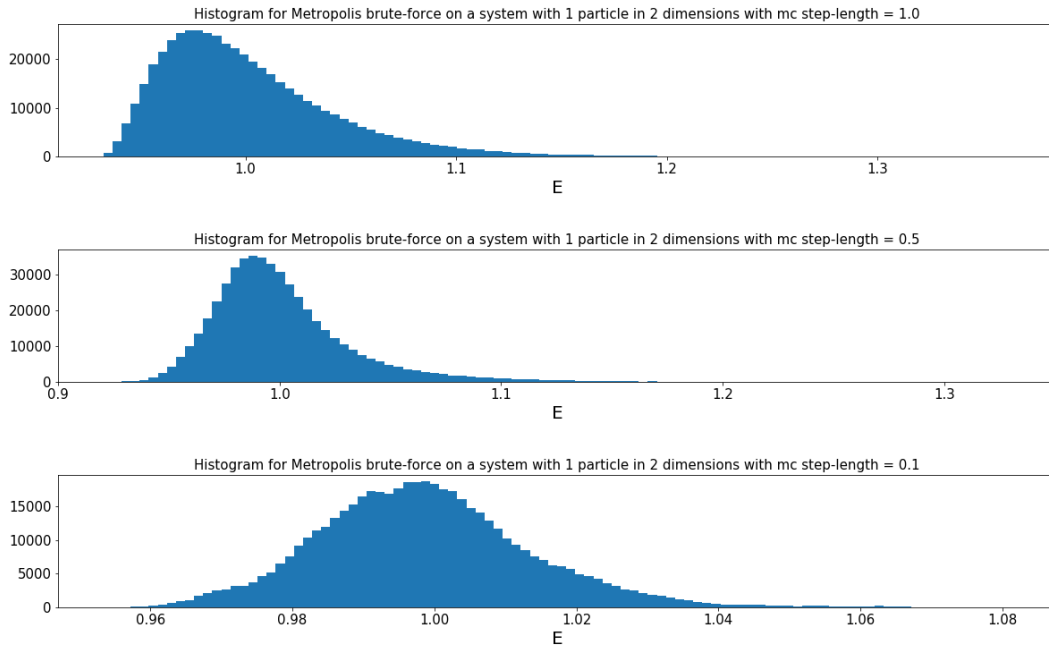 Histogram for Metropolis brute-force on a system with 1 particle in 2 dimensions with mc step-length = 1.0
20000
10000
0
1.0 1.1 1.2 1.3
E
Histogram for Metropolis brute-force on a system with 1 particle in 2 dimensions with mc step-length = 0.5
30000
20000
10000
0
0.9 1.0 1.1 1.2 1.3
E
Histogram for Metropolis brute-force on a system with 1 particle in 2 dimensions with mc step-length = 0.1
15000
10000
5000
0
0.96 0.98 1.00 1.02 1.04 1.06 1.08
E